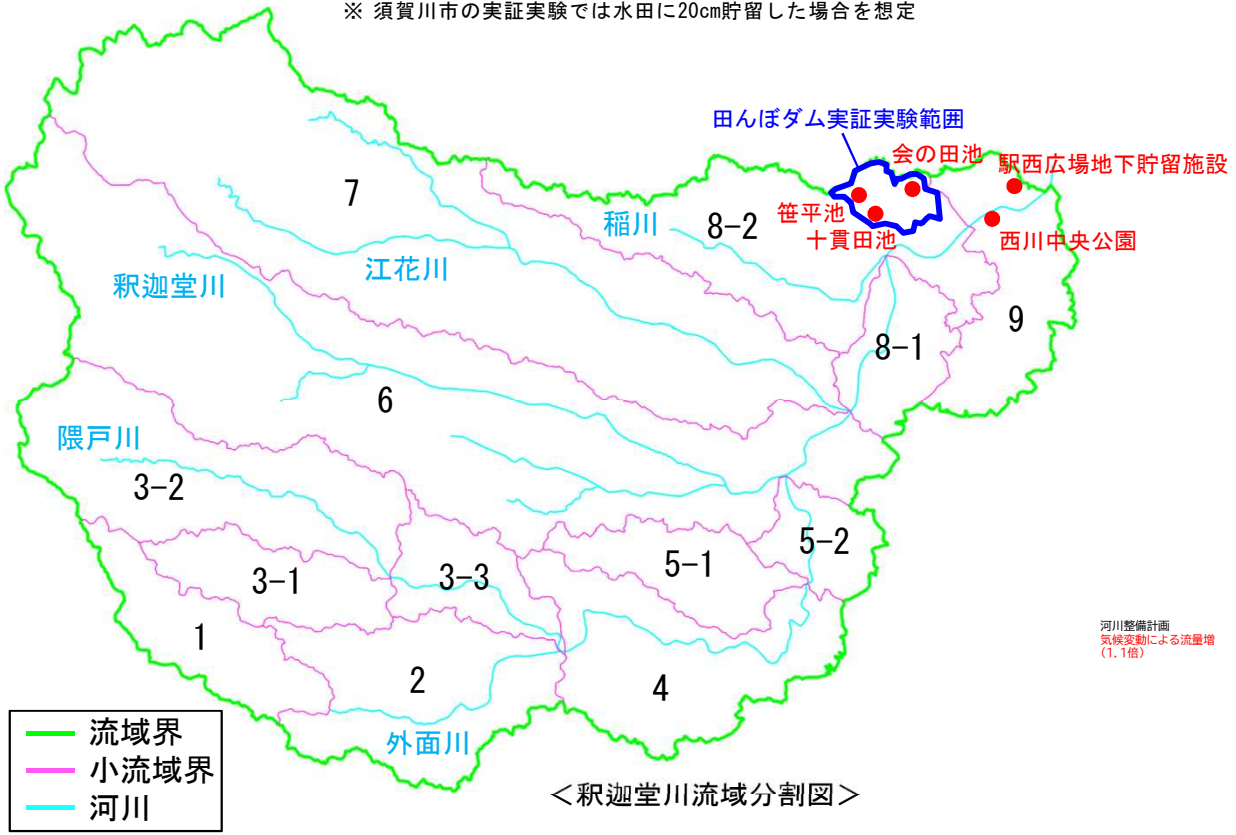 ※ 須賀川市の実証実験では水田に20cm貯留した場合を想定
田んぼダム実証実験範囲
会の田池
駅西広場地下貯留施設
笹平池
十貫田池
西川中央公園
7
稲川
8-2
江花川
釈迦堂川
9
8-1
6
隈戸川
3-2
5-2
5-1
3-3
3-1
1
2
4
外面川
河川整備計画
気候変動による流量増
(1.1倍)
流域界
小流域界
河川
＜釈迦堂川流域分割図＞